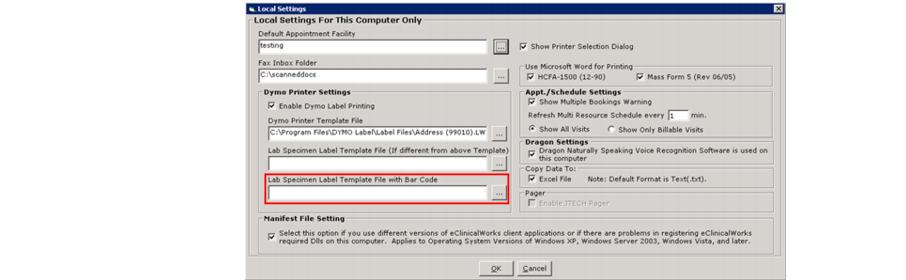 Local Settings
Local Settings For This Computer Only
Default Appointment Facility
testing
...
Fax Inbox Folder
C:\scanneddocs
...
Dymo Printer Settings
Enable Dymo Label Printing
Dymo Printer Template File
C:\Program Files\DYMO Label\Label Files\Address (99010).LW
...
Lab Specimen Label Template File (If different from above Template)
...
Lab Specimen Label Template File with Bar Code
...
Show Printer Selection Dialog
Use Microsoft Word for Printing
HCFA-1500 (12-90) Mass Form 5 (Rev 06/05)
Appt./Schedule Settings
Show Multiple Bookings Warning
Refresh Multi Resource Schedule every 1 min.
Show All Visits Show Only Billable Visits
Dragon Settings
Dragon Naturally Speaking Voice Recognition Software is used on
this computer
Copy Data To:
Excel File Note: Default Format is Text(.txt).
Pager
Enable JTECH Pager
Manifest File Setting
Select this option if you use different versions of eClinicalWorks client applications or if there are problems in registering eClinicalWorks
required Dlls on this computer. Applies to Operating System Versions of Windows XP, Windows Server 2003, Windows Vista, and later.
OK Cancel